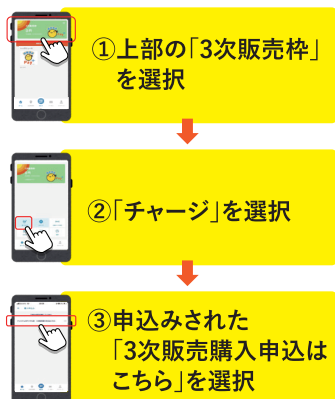 ①上部の「3次販売枠」
を選択
②「チャージ」を選択
③申込みされた
「3次販売購入申込は
こちら」を選択